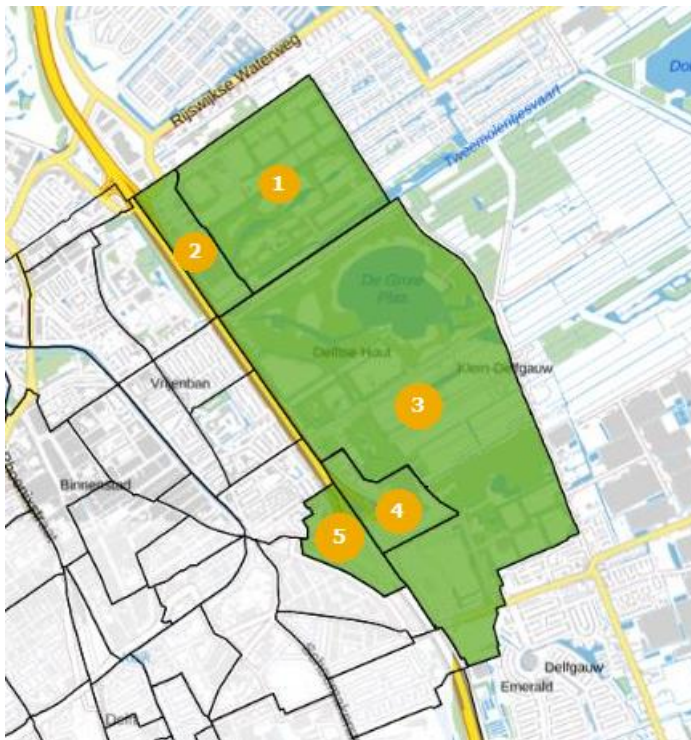 Rijswijkse Waterweg
Tweemolentjesvaart
1
2
De Grote
Plas
Delftse Hout
Klein-Delfgauw
Vrijenban
3
Binnenstad
4
5
Delfgauw
Emerald
Delft